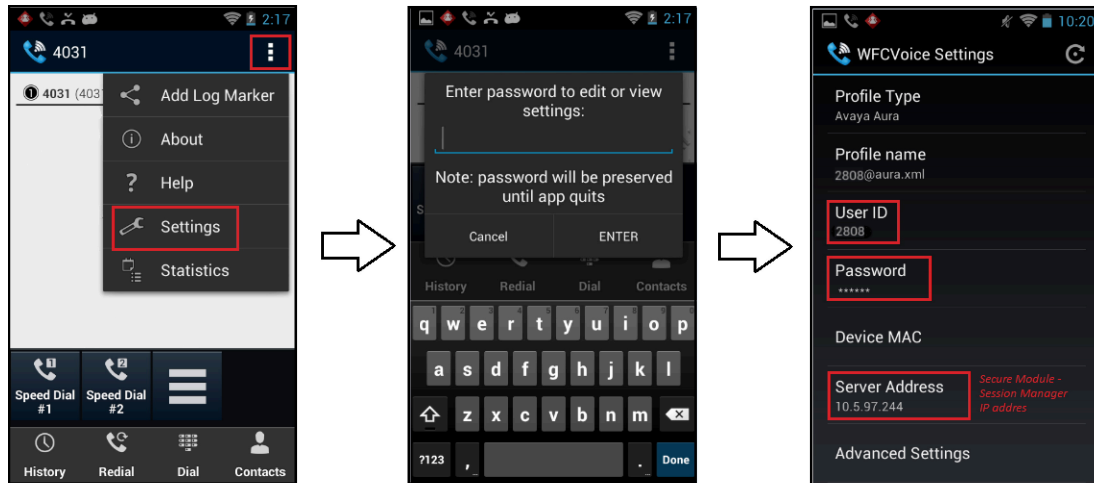 2:17
4031
1 4031 (403
Add Log Marker
About
Help
Settings
Statistics
1
2
Speed Dial
#1
Speed Dial
#2
History
Redial
Dial
Contacts
2:17
4031
Enter password to edit or view
settings:
Note: password will be preserved
until app quits
Cancel
ENTER
S
History
Redial
Dial
Contacts
q w e r t y u i o p
a s d f g h j k l
z x c v b n m
?123
,
.
Done
10:20
WFCVoice Settings
Profile Type
Avaya Aura
Profile name
2808@aura.xml
User ID
2808
Password
******
Device MAC
Server Address
10.5.97.244
Secure Module -
Session Manager
IP addres
Advanced Settings